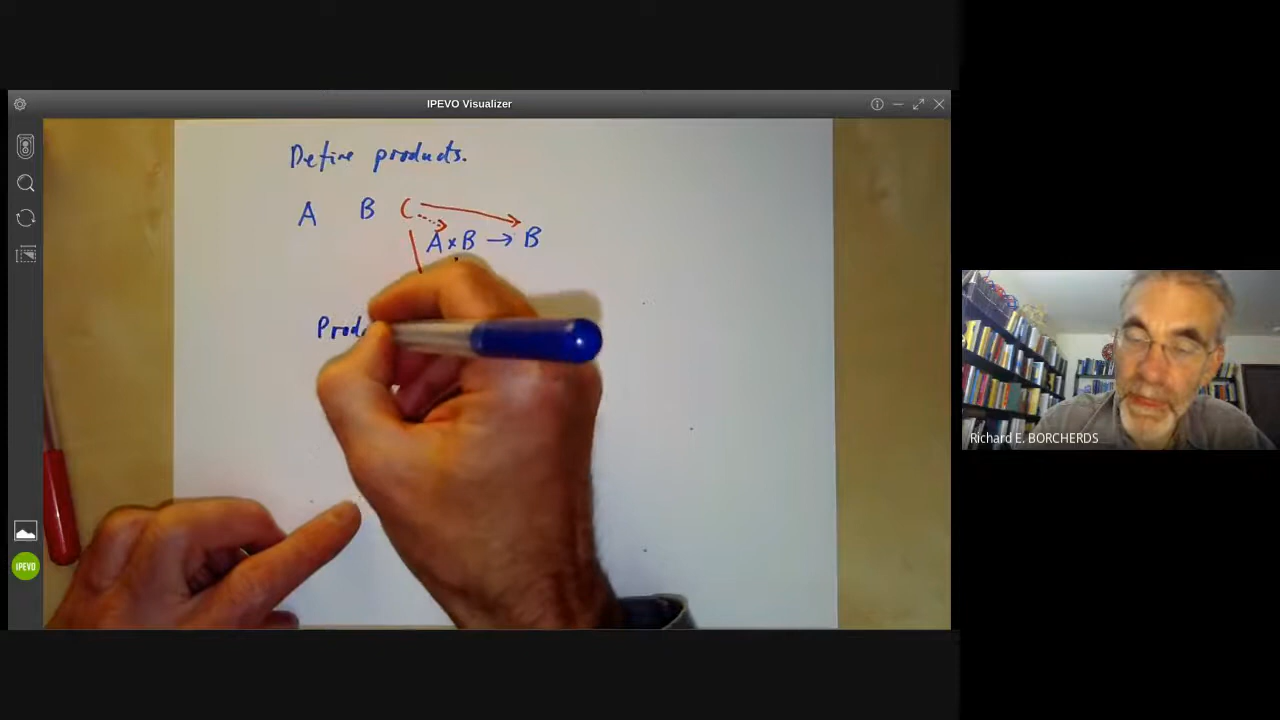 IPEVO Visualizer
Define products.
A B C
A × B → B
Prod
IPEVO
Richard E. BORCHERDS